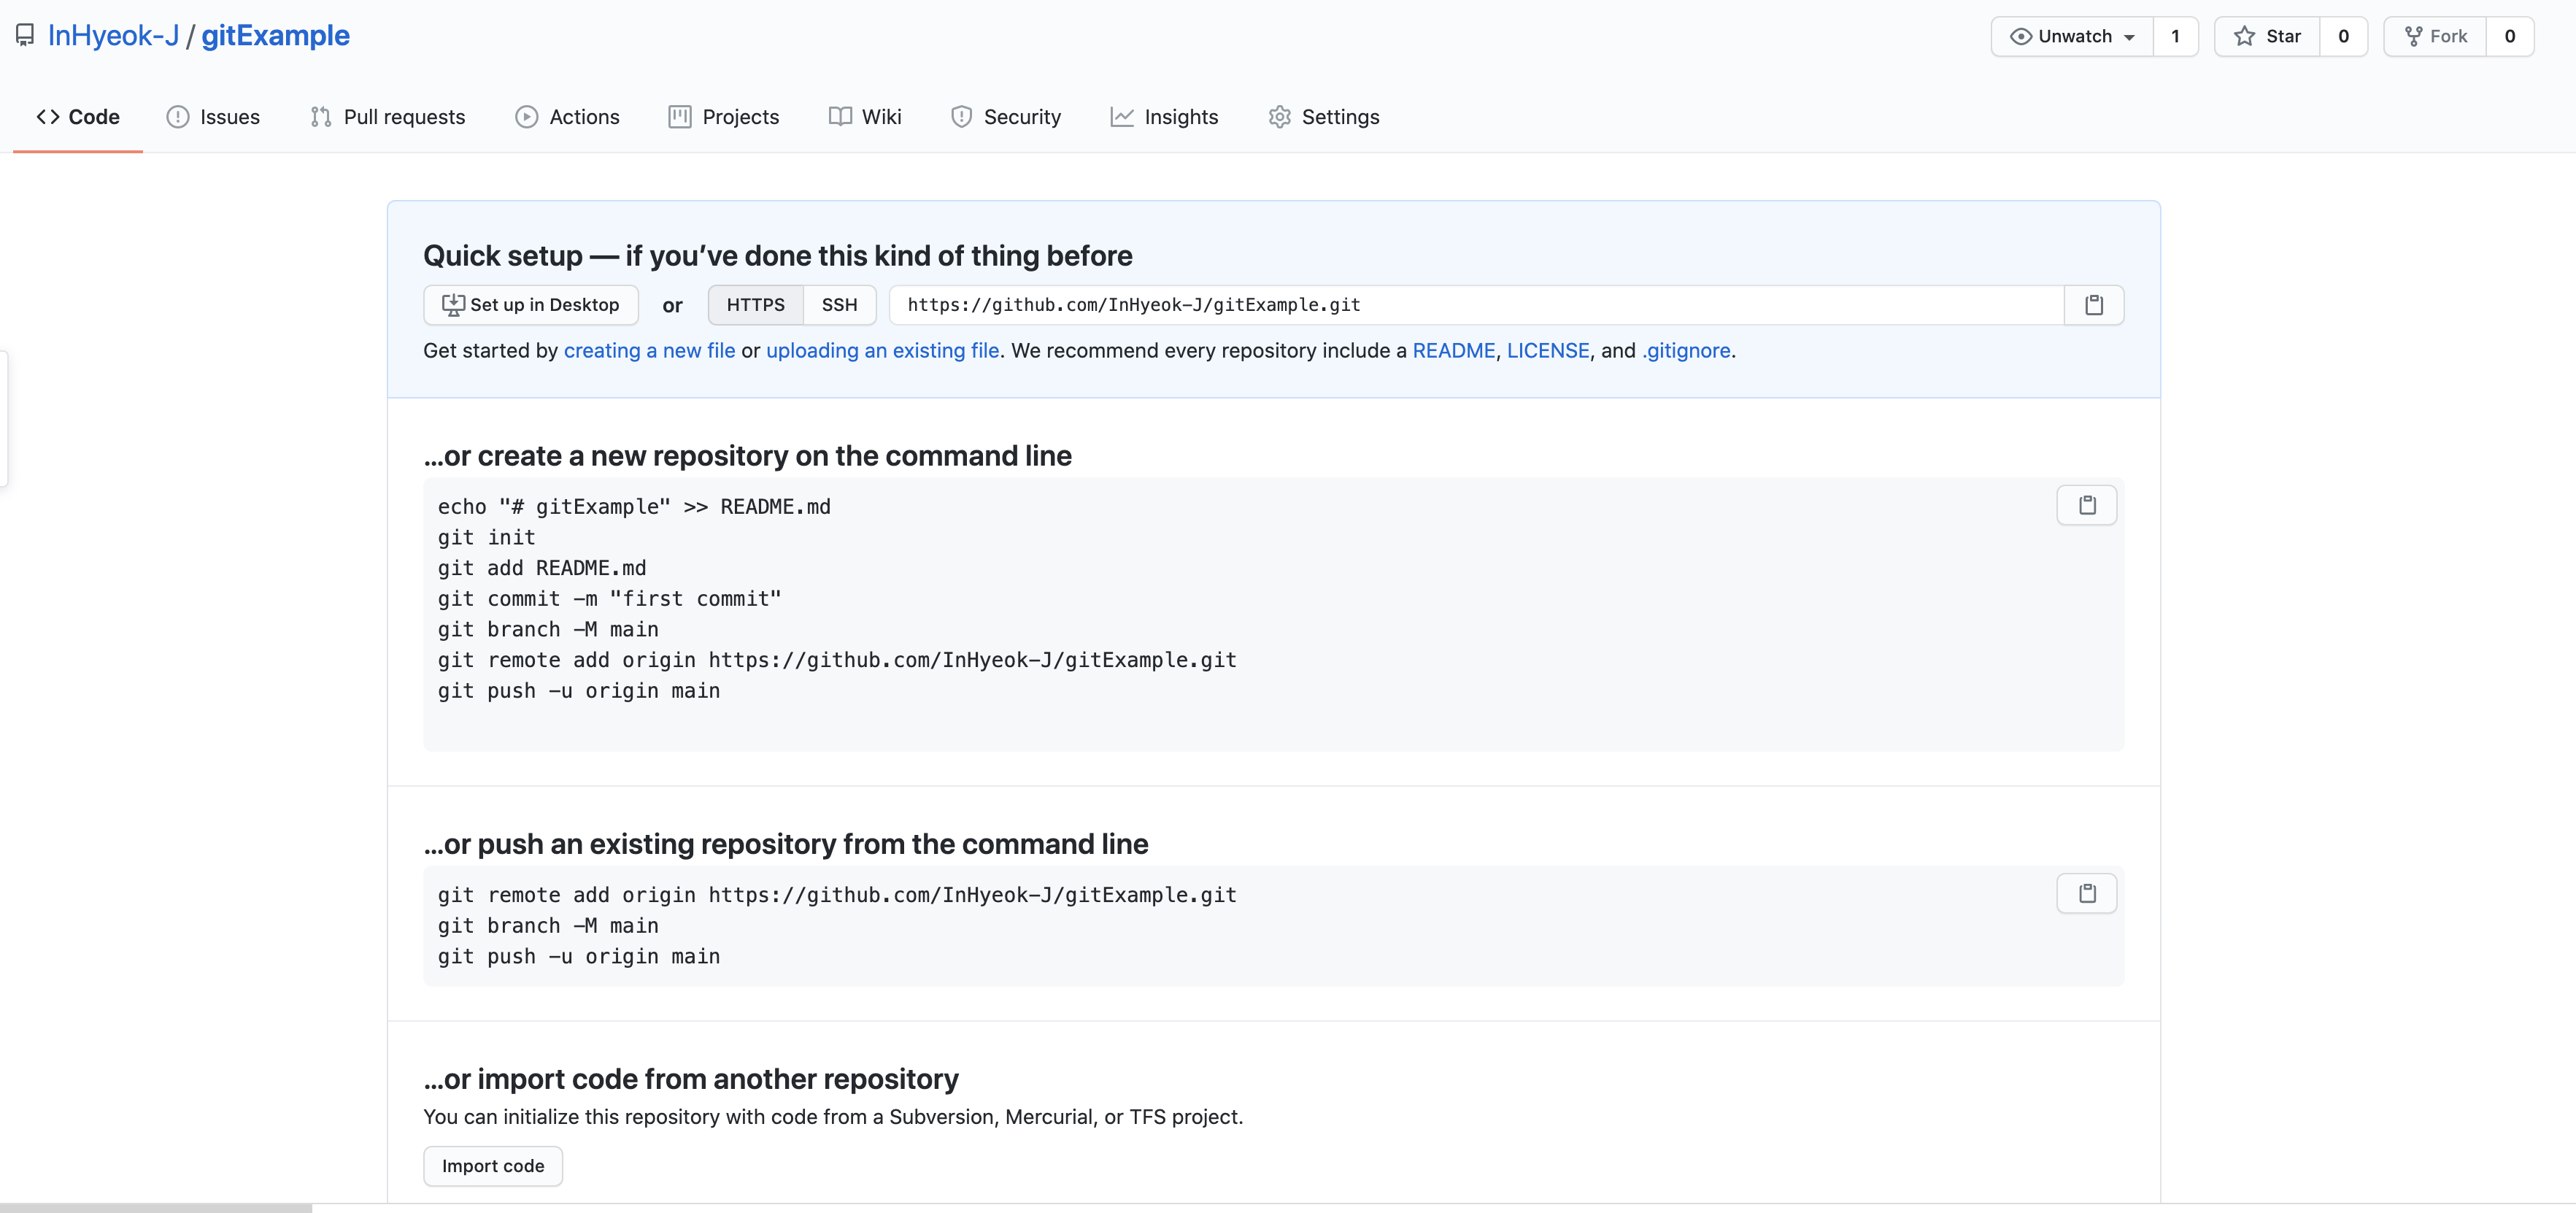 InHyeok-J / gitExample
Unwatch 1 Star 0 Fork 0
Code Issues Pull requests Actions Projects Wiki Security Insights Settings
Quick setup — if you’ve done this kind of thing before
Set up in Desktop or HTTPS SSH https://github.com/InHyeok-J/gitExample.git
Get started by creating a new file or uploading an existing file. We recommend every repository include a README, LICENSE, and .gitignore.
…or create a new repository on the command line
echo "# gitExample" >> README.md
git init
git add README.md
git commit -m "first commit"
git branch -M main
git remote add origin https://github.com/InHyeok-J/gitExample.git
git push -u origin main
…or push an existing repository from the command line
git remote add origin https://github.com/InHyeok-J/gitExample.git
git branch -M main
git push -u origin main
…or import code from another repository
You can initialize this repository with code from a Subversion, Mercurial, or TFS project.
Import code